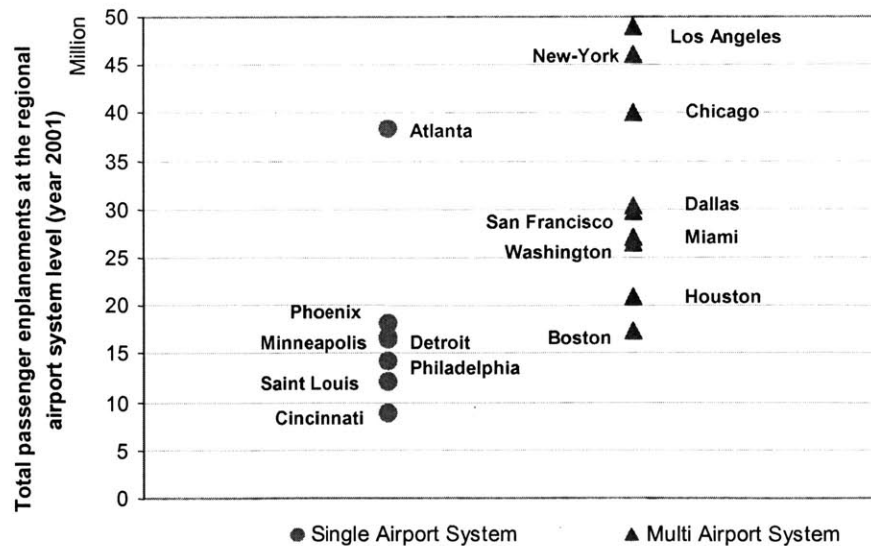 Total passenger enplanements at the regional
airport system level (year 2001)
Million
50
45
40
35
30
25
20
15
10
5
0
Los Angeles
New-York
Chicago
Atlanta
Dallas
San Francisco
Miami
Washington
Houston
Phoenix
Boston
Minneapolis
Detroit
Philadelphia
Saint Louis
Cincinnati
Single Airport System
Multi Airport System